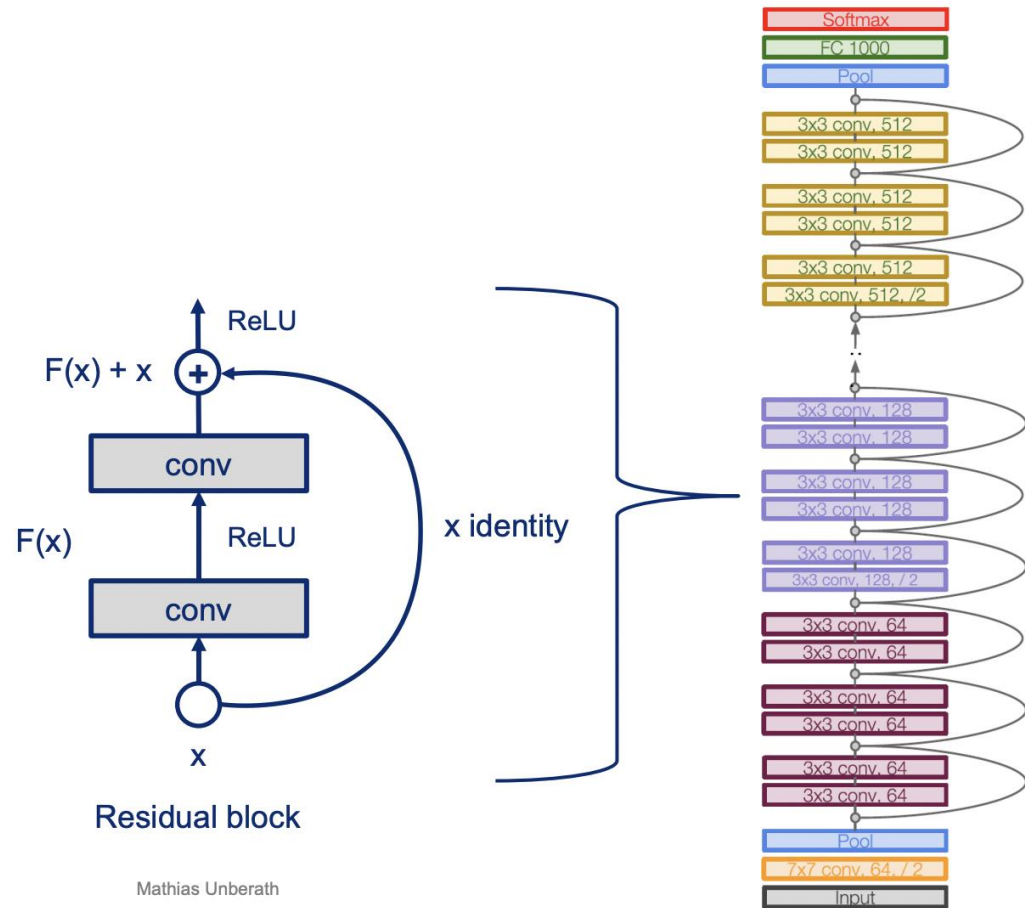 ReLU
F(x) + x
+
conv
F(x)
ReLU
x identity
conv
x
Residual block
Mathias Unberath
Softmax
FC 1000
Pool
3x3 conv, 512
3x3 conv, 512
3x3 conv, 512
3x3 conv, 512
3x3 conv, 512
3x3 conv, 512, /2
..
3x3 conv, 128
3x3 conv, 128
3x3 conv, 128
3x3 conv, 128
3x3 conv, 128
3x3 conv, 128, / 2
3x3 conv, 64
3x3 conv, 64
3x3 conv, 64
3x3 conv, 64
3x3 conv, 64
3x3 conv, 64
Pool
7x7 conv, 64, / 2
Input